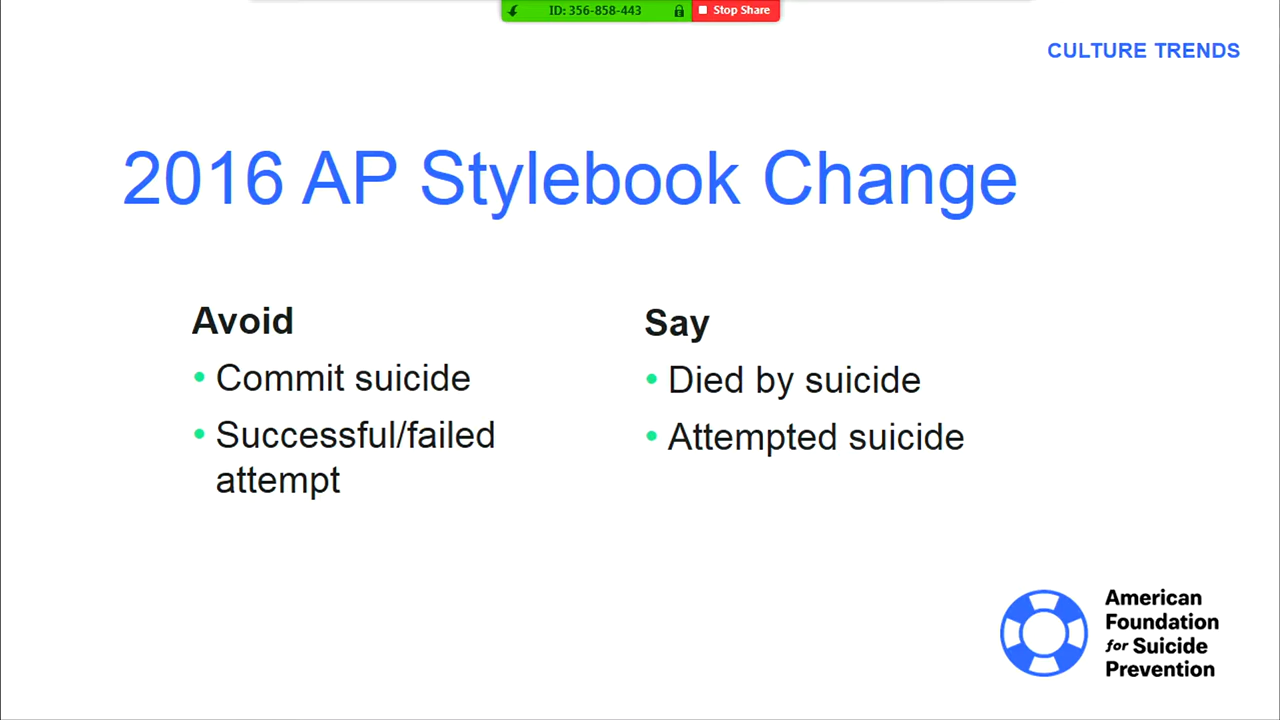 ID: 356-858-443
Stop Share
CULTURE TRENDS
2016 AP Stylebook Change
Avoid
• Commit suicide
• Successful/failed
attempt
Say
• Died by suicide
• Attempted suicide
American
Foundation
for Suicide
Prevention